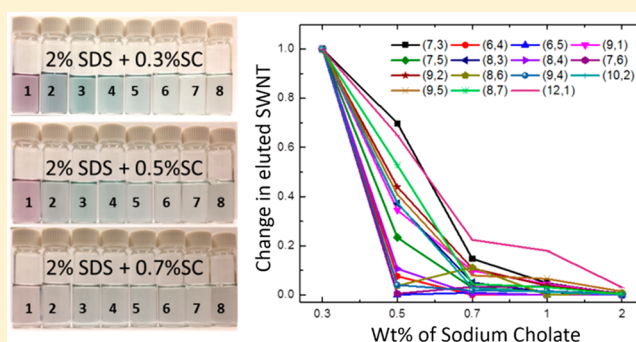 2% SDS + 0.3%SC
1 2 3 4 5 6 7 8
2% SDS + 0.5%SC
1 2 3 4 5 6 7 8
2% SDS + 0.7%SC
1 2 3 4 5 6 7 8
Change in eluted SWNT
1.0
0.8
0.6
0.4
0.2
0.0
(7,3) (6,4) (6,5) (9,1)
(7,5) (8,3) (8,4) (7,6)
(9,2) (8,6) (9,4) (10,2)
(9,5) (8,7) (12,1)
0.3 0.5 0.7 1 2
Wt% of Sodium Cholate